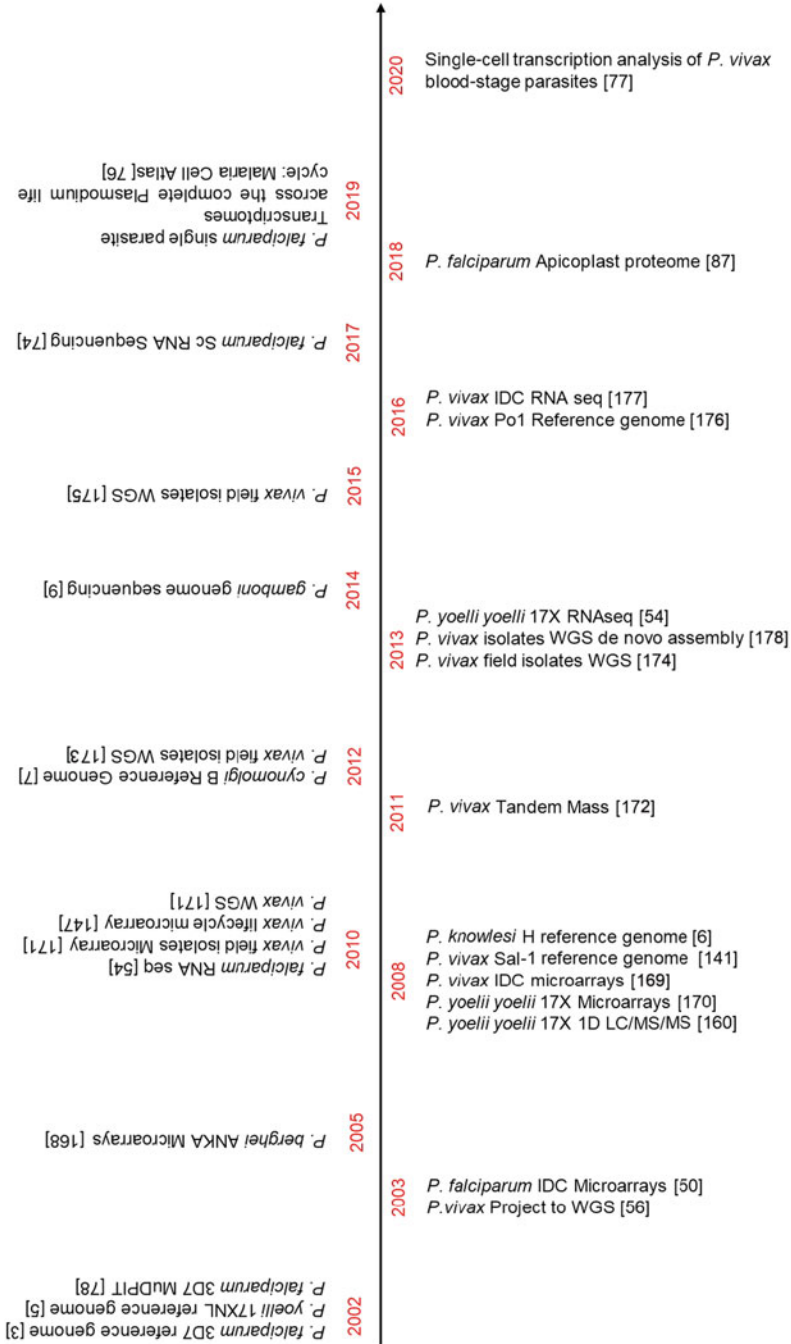 2020
Single-cell transcription analysis of P. vivax
blood-stage parasites [77]
2019
P. falciparum single parasite
Transcriptomes
across the complete Plasmodium life
cycle: Malaria Cell Atlas[ 76]
2018
P. falciparum Apicoplast proteome [87]
2017
P. falciparum Sc RNA Sequencing [74]
2016
P. vivax IDC RNA seq [177]
P. vivax Po1 Reference genome [176]
2015
P. vivax field isolates WGS [175]
2014
P. gamboni genome sequencing [9]
2013
P. yoelli yoelli 17X RNAseq [54]
P. vivax isolates WGS de novo assembly [178]
P. vivax field isolates WGS [174]
2012
P. cynomolgi B Reference Genome [7]
P. vivax field isolates WGS [173]
2011
P. vivax Tandem Mass [172]
2010
P. falciparum RNA seq [54]
P. vivax field isolates Microarray [171]
P. vivax lifecycle microarray [147]
P. vivax WGS [171]
2008
P. knowlesi H reference genome [6]
P. vivax Sal-1 reference genome [141]
P. vivax IDC microarrays [169]
P. yoelii yoelii 17X Microarrays [170]
P. yoelii yoelii 17X 1D LC/MS/MS [160]
2005
P. berghei ANKA Microarrays [168]
2003
P. falciparum IDC Microarrays [50]
P.vivax Project to WGS [56]
2002
P. falciparum 3D7 reference genome [3]
P. yoelli 17XNL reference genome [5]
P. falciparum 3D7 MuDPIT [78]